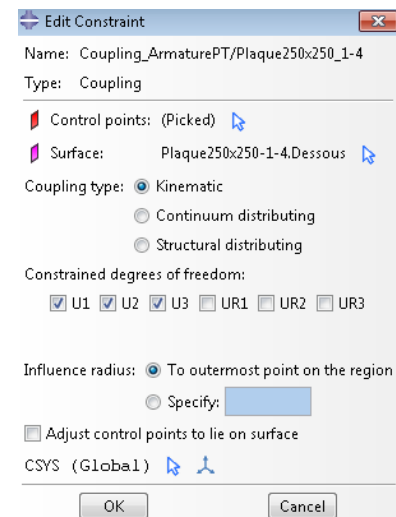 Edit Constraint
Name: Coupling_ArmaturePT/Plaque250x250_1-4
Type: Coupling
Control points: (Picked)
Surface: Plaque250x250-1-4.Dessous
Coupling type: Kinematic
Continuum distributing
Structural distributing
Constrained degrees of freedom:
U1 U2 U3 UR1 UR2 UR3
Influence radius: To outermost point on the region
Specify:
Adjust control points to lie on surface
CSYS (Global)
OK Cancel